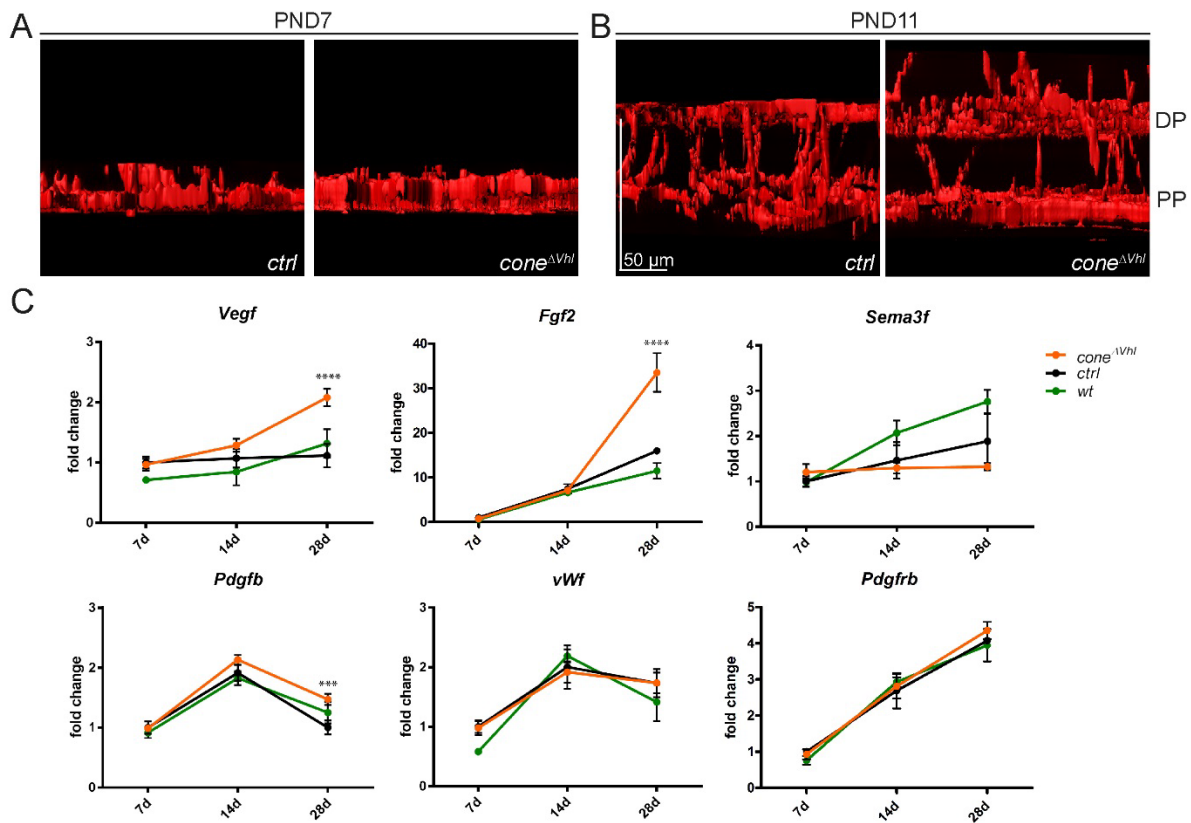 A
PND7
B
PND11
ctrl
cone^ΔVhl
50 µm
ctrl
cone^ΔVhl
DP
PP
C
Vegf
fold change
3
2
1
0
****
7d
14d
28d
Fgf2
fold change
40
30
20
10
0
****
7d
14d
28d
Sema3f
fold change
4
3
2
1
0
7d
14d
28d
cone^ΔVhl
ctrl
wt
Pdgfb
fold change
3
2
1
0
***
7d
14d
28d
vWf
fold change
3
2
1
0
7d
14d
28d
Pdgfrb
fold change
5
4
3
2
1
0
7d
14d
28d